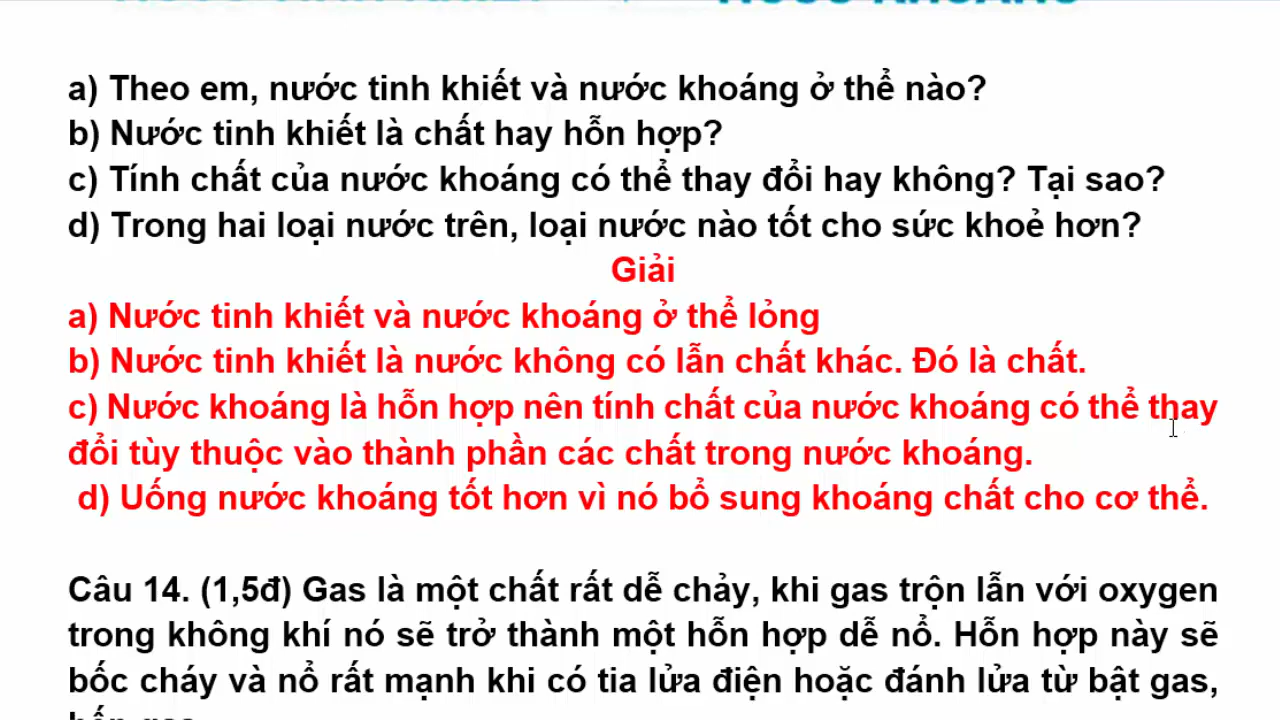 a) Theo em, nước tinh khiết và nước khoáng ở thể nào?
b) Nước tinh khiết là chất hay hỗn hợp?
c) Tính chất của nước khoáng có thể thay đổi hay không? Tại sao?
d) Trong hai loại nước trên, loại nước nào tốt cho sức khoẻ hơn?
Giải
a) Nước tinh khiết và nước khoáng ở thể lỏng
b) Nước tinh khiết là nước không có lẫn chất khác. Đó là chất.
c) Nước khoáng là hỗn hợp nên tính chất của nước khoáng có thể thay
đổi tùy thuộc vào thành phần các chất trong nước khoáng.
d) Uống nước khoáng tốt hơn vì nó bổ sung khoáng chất cho cơ thể.
Câu 14. (1,5đ) Gas là một chất rất dễ chảy, khi gas trộn lẫn với oxygen
trong không khí nó sẽ trở thành một hỗn hợp dễ nổ. Hỗn hợp này sẽ
bốc cháy và nổ rất mạnh khi có tia lửa điện hoặc đánh lửa từ bật gas,